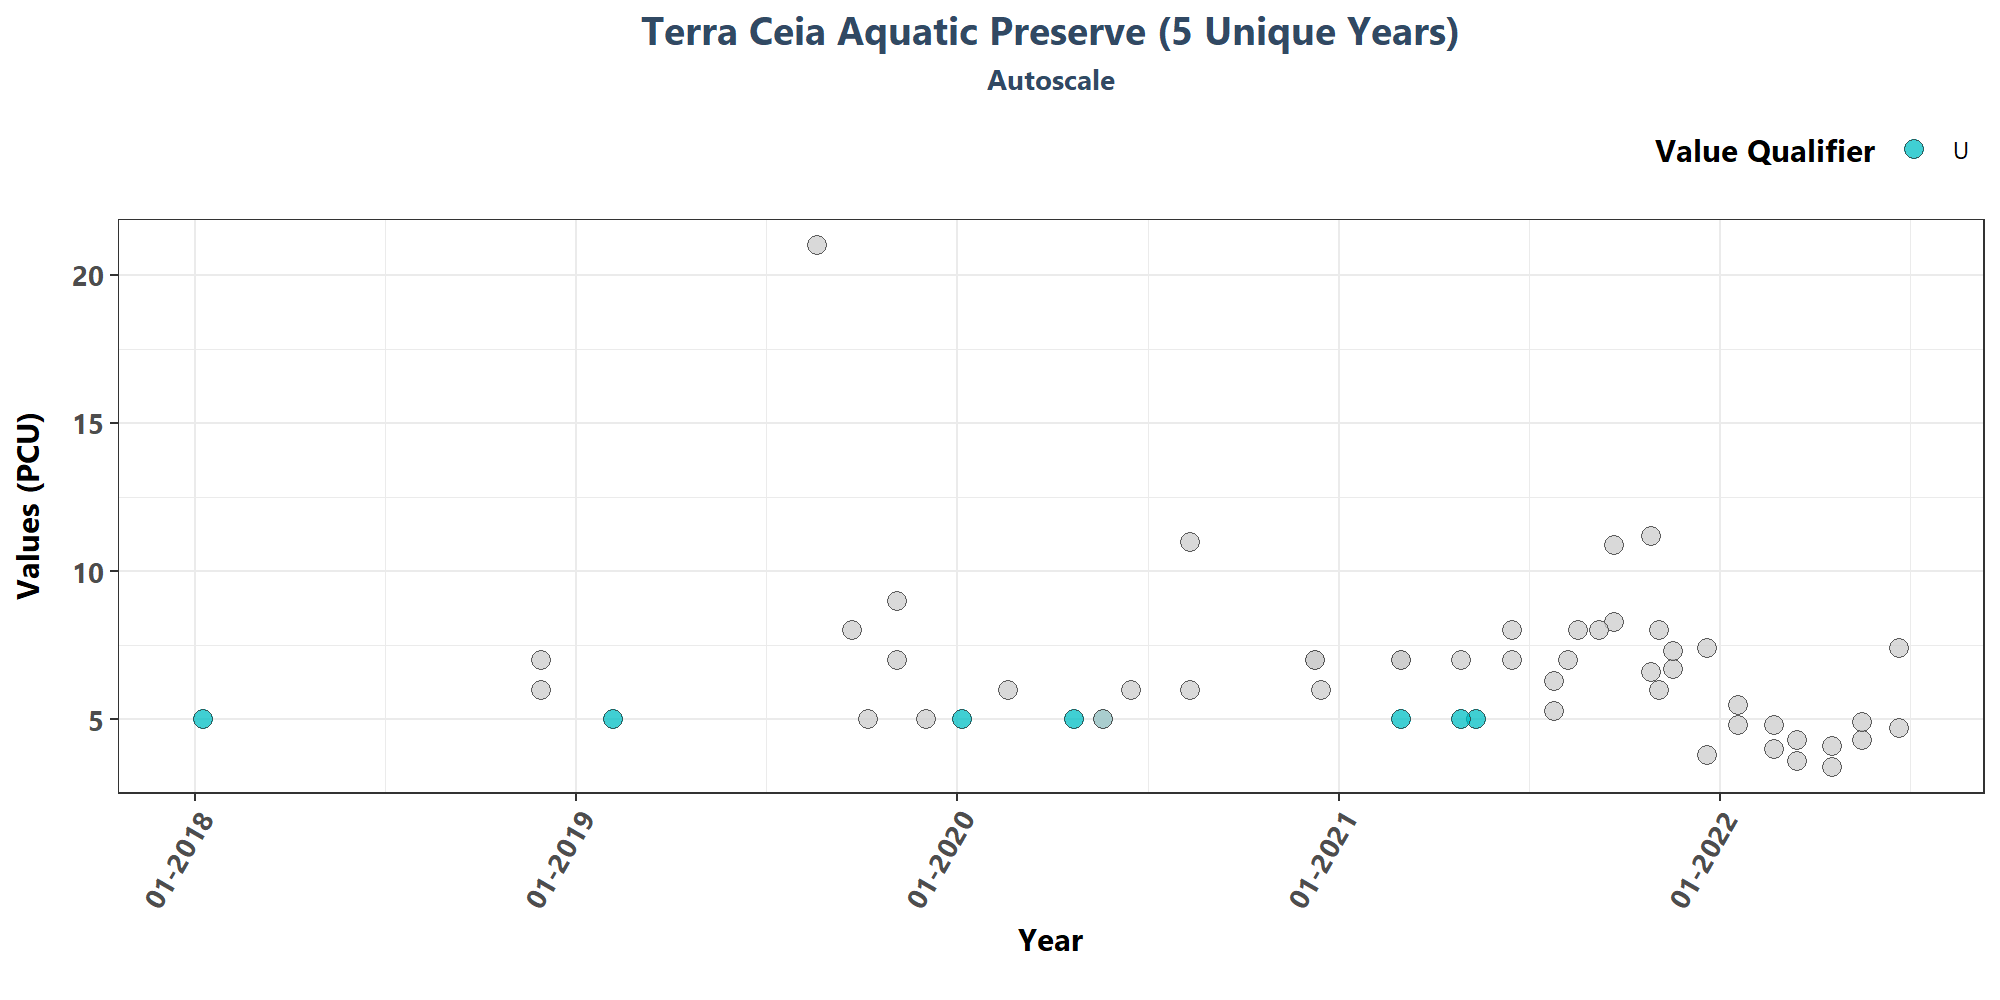 Terra Ceia Aquatic Preserve (5 Unique Years)
Autoscale
Value Qualifier U
Values (PCU)
20
15
10
5
01-2018 01-2019 01-2020 01-2021 01-2022
Year